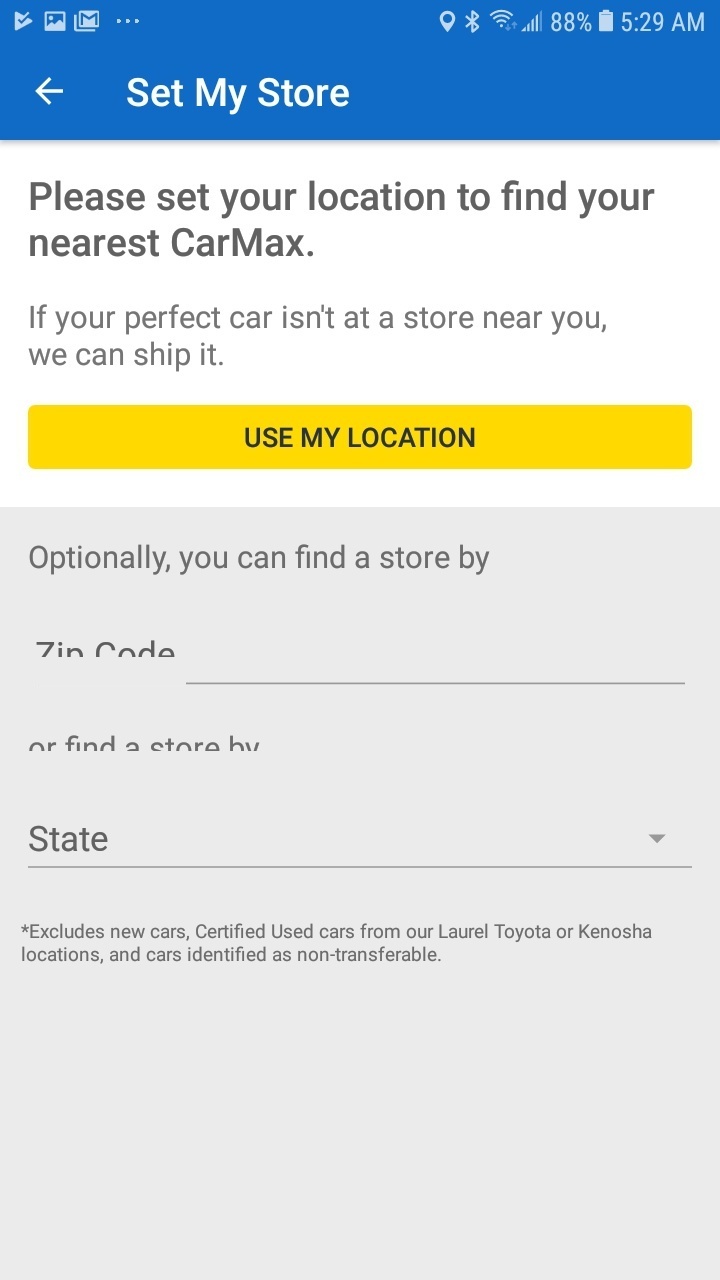 88% 5:29 AM
Set My Store
Please set your location to find your
nearest CarMax.
If your perfect car isn't at a store near you,
we can ship it.
USE MY LOCATION
Optionally, you can find a store by
Zip Code
or find a store by
State
*Excludes new cars, Certified Used cars from our Laurel Toyota or Kenosha
locations, and cars identified as non-transferable.